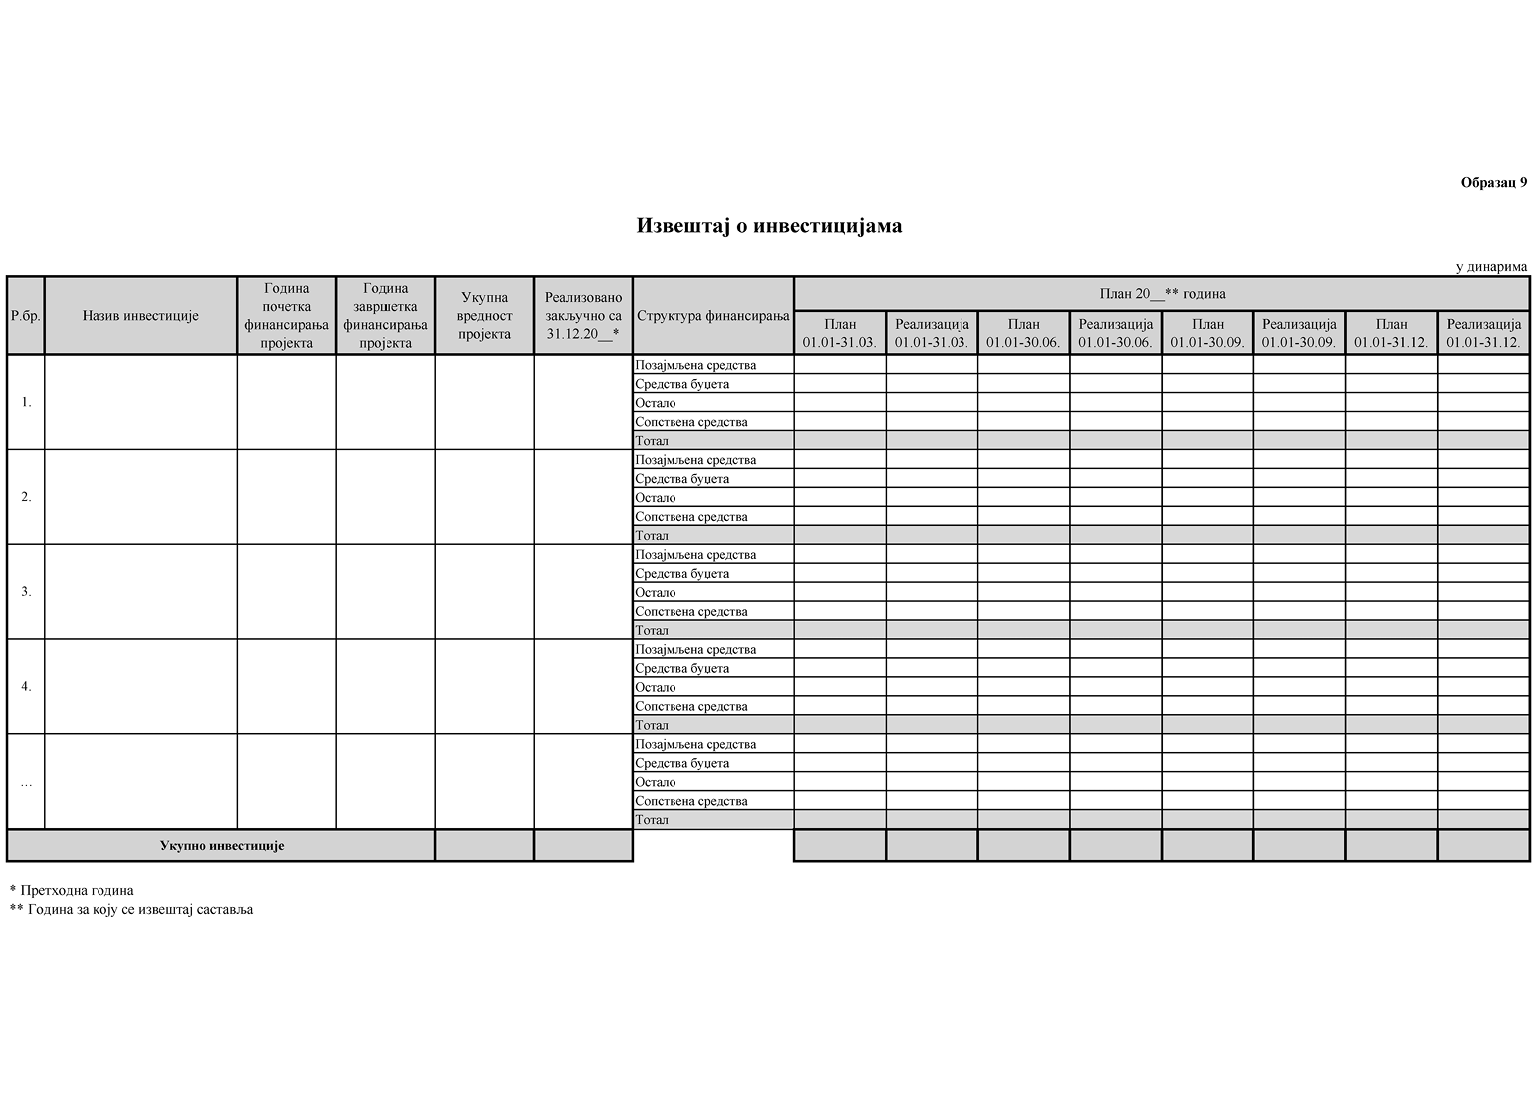 Образац 9
Извештај о инвестицијама
у динарима
Р.бр.
Назив инвестиције
Година
почетка
финансирања
пројекта
Година
завршетка
финансирања
пројекта
Укупна
вредност
пројекта
Реализовано
закључно са
31.12.20__*
Структура финансирања
План 20__** година
План
01.01-31.03.
Реализација
01.01-31.03.
План
01.01-30.06.
Реализација
01.01-30.06.
План
01.01-30.09.
Реализација
01.01-30.09.
План
01.01-31.12.
Реализација
01.01-31.12.
1.
Позајмљена средства
Средства буџета
Остало
Сопствена средства
Тотал
2.
Позајмљена средства
Средства буџета
Остало
Сопствена средства
Тотал
3.
Позајмљена средства
Средства буџета
Остало
Сопствена средства
Тотал
4.
Позајмљена средства
Средства буџета
Остало
Сопствена средства
Тотал
...
Позајмљена средства
Средства буџета
Остало
Сопствена средства
Тотал
Укупно инвестиције
* Претходна година
** Година за коју се извештај саставља